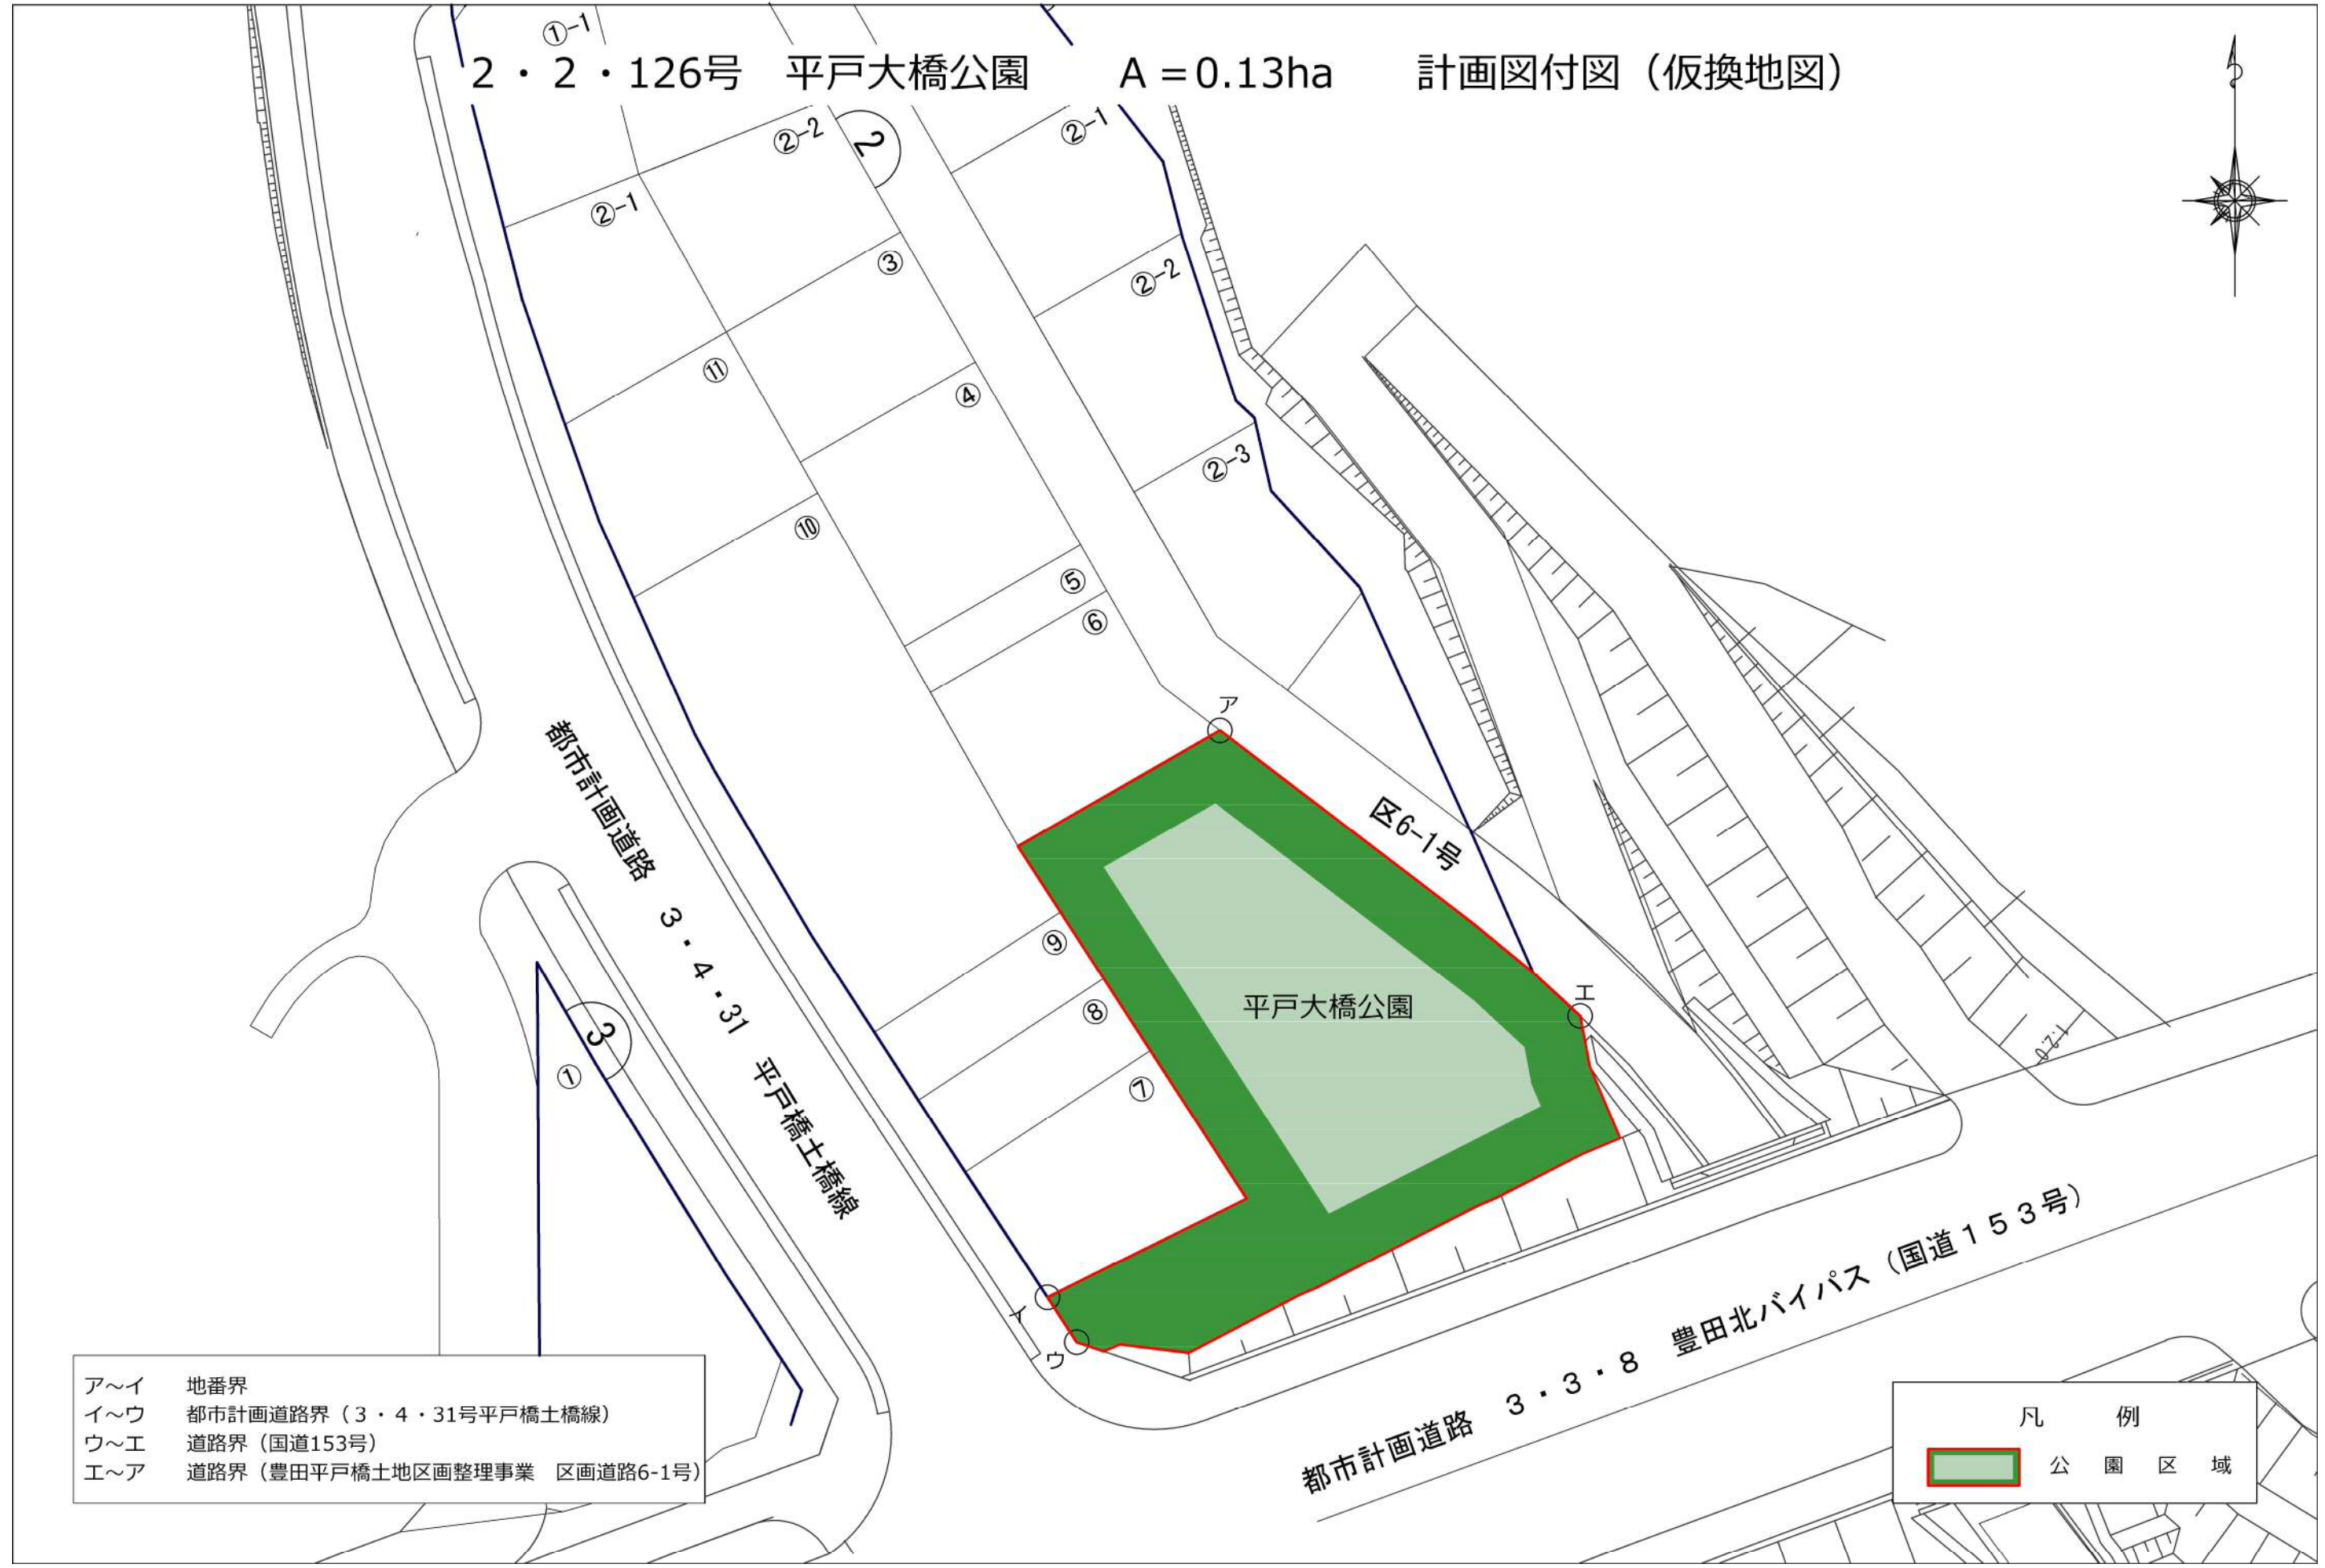 2・2・126号　平戸大橋公園　　A＝0.13ha　　計画図付図（仮換地図）
①-1
②-2
2
②-1
②-1
③
②-2
⑪
④
②-3
⑩
⑤
⑥
ア
都市計画道路　3・4・31　平戸橋土橋線
区6-1号
⑨
平戸大橋公園
エ
⑧
3
①
⑦
イ
ウ
都市計画道路　3・3・8　豊田北バイパス（国道153号）
ア～イ　地番界
イ～ウ　都市計画道路界（3・4・31号平戸橋土橋線）
ウ～エ　道路界（国道153号）
エ～ア　道路界（豊田平戸橋土地区画整理事業　区画道路6-1号）
凡　例
公　園　区　域